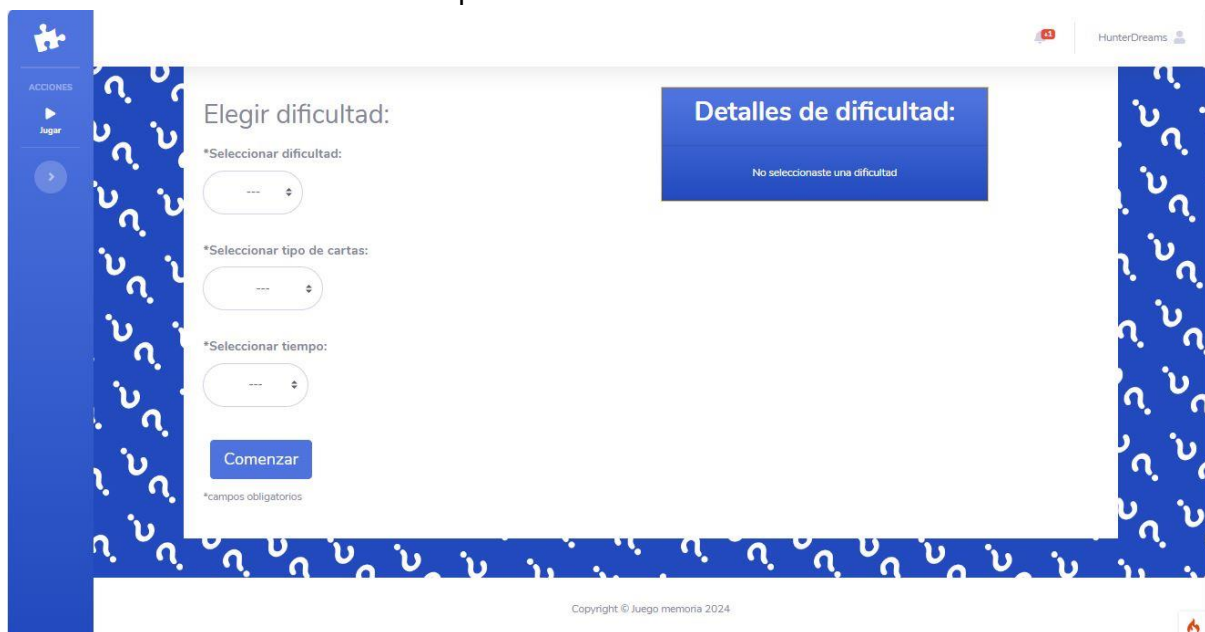 +1
HunterDreams
ACCIONES
Jugar
Elegir dificultad:
*Seleccionar dificultad:
---
*Seleccionar tipo de cartas:
---
*Seleccionar tiempo:
---
Comenzar
*campos obligatorios
Detalles de dificultad:
No seleccionaste una dificultad
Copyright © Juego memoria 2024